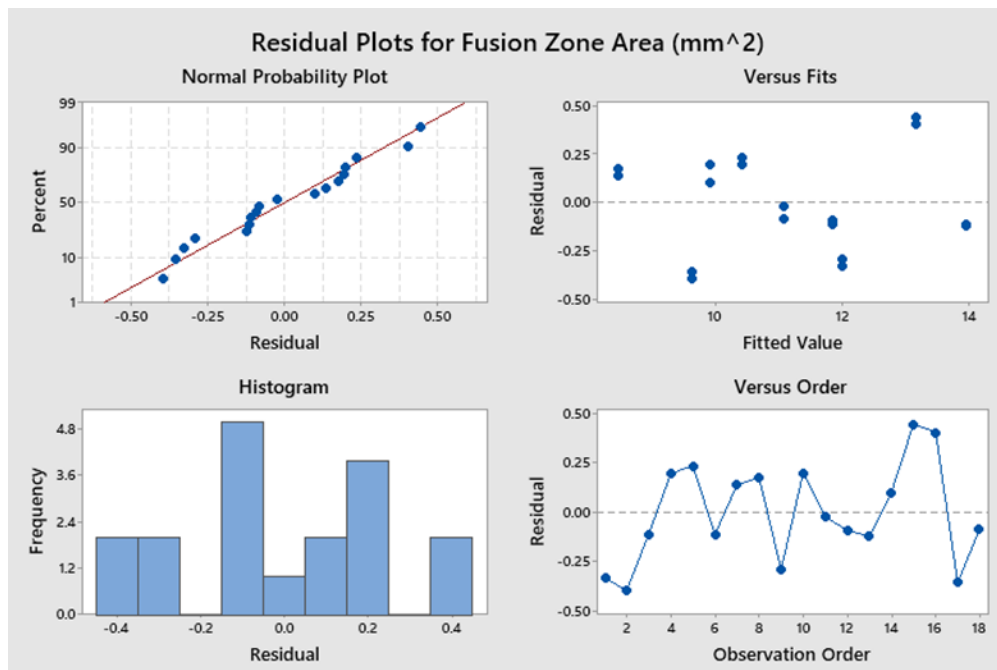 Residual Plots for Fusion Zone Area (mm^2)
Normal Probability Plot
99
90
50
10
1
Percent
-0.50 -0.25 0.00 0.25 0.50
Residual
Versus Fits
0.50
0.25
0.00
-0.25
-0.50
Residual
10 12 14
Fitted Value
Histogram
4.8
3.6
2.4
1.2
0.0
Frequency
-0.4 -0.2 0.0 0.2 0.4
Residual
Versus Order
0.50
0.25
0.00
-0.25
-0.50
Residual
2 4 6 8 10 12 14 16 18
Observation Order